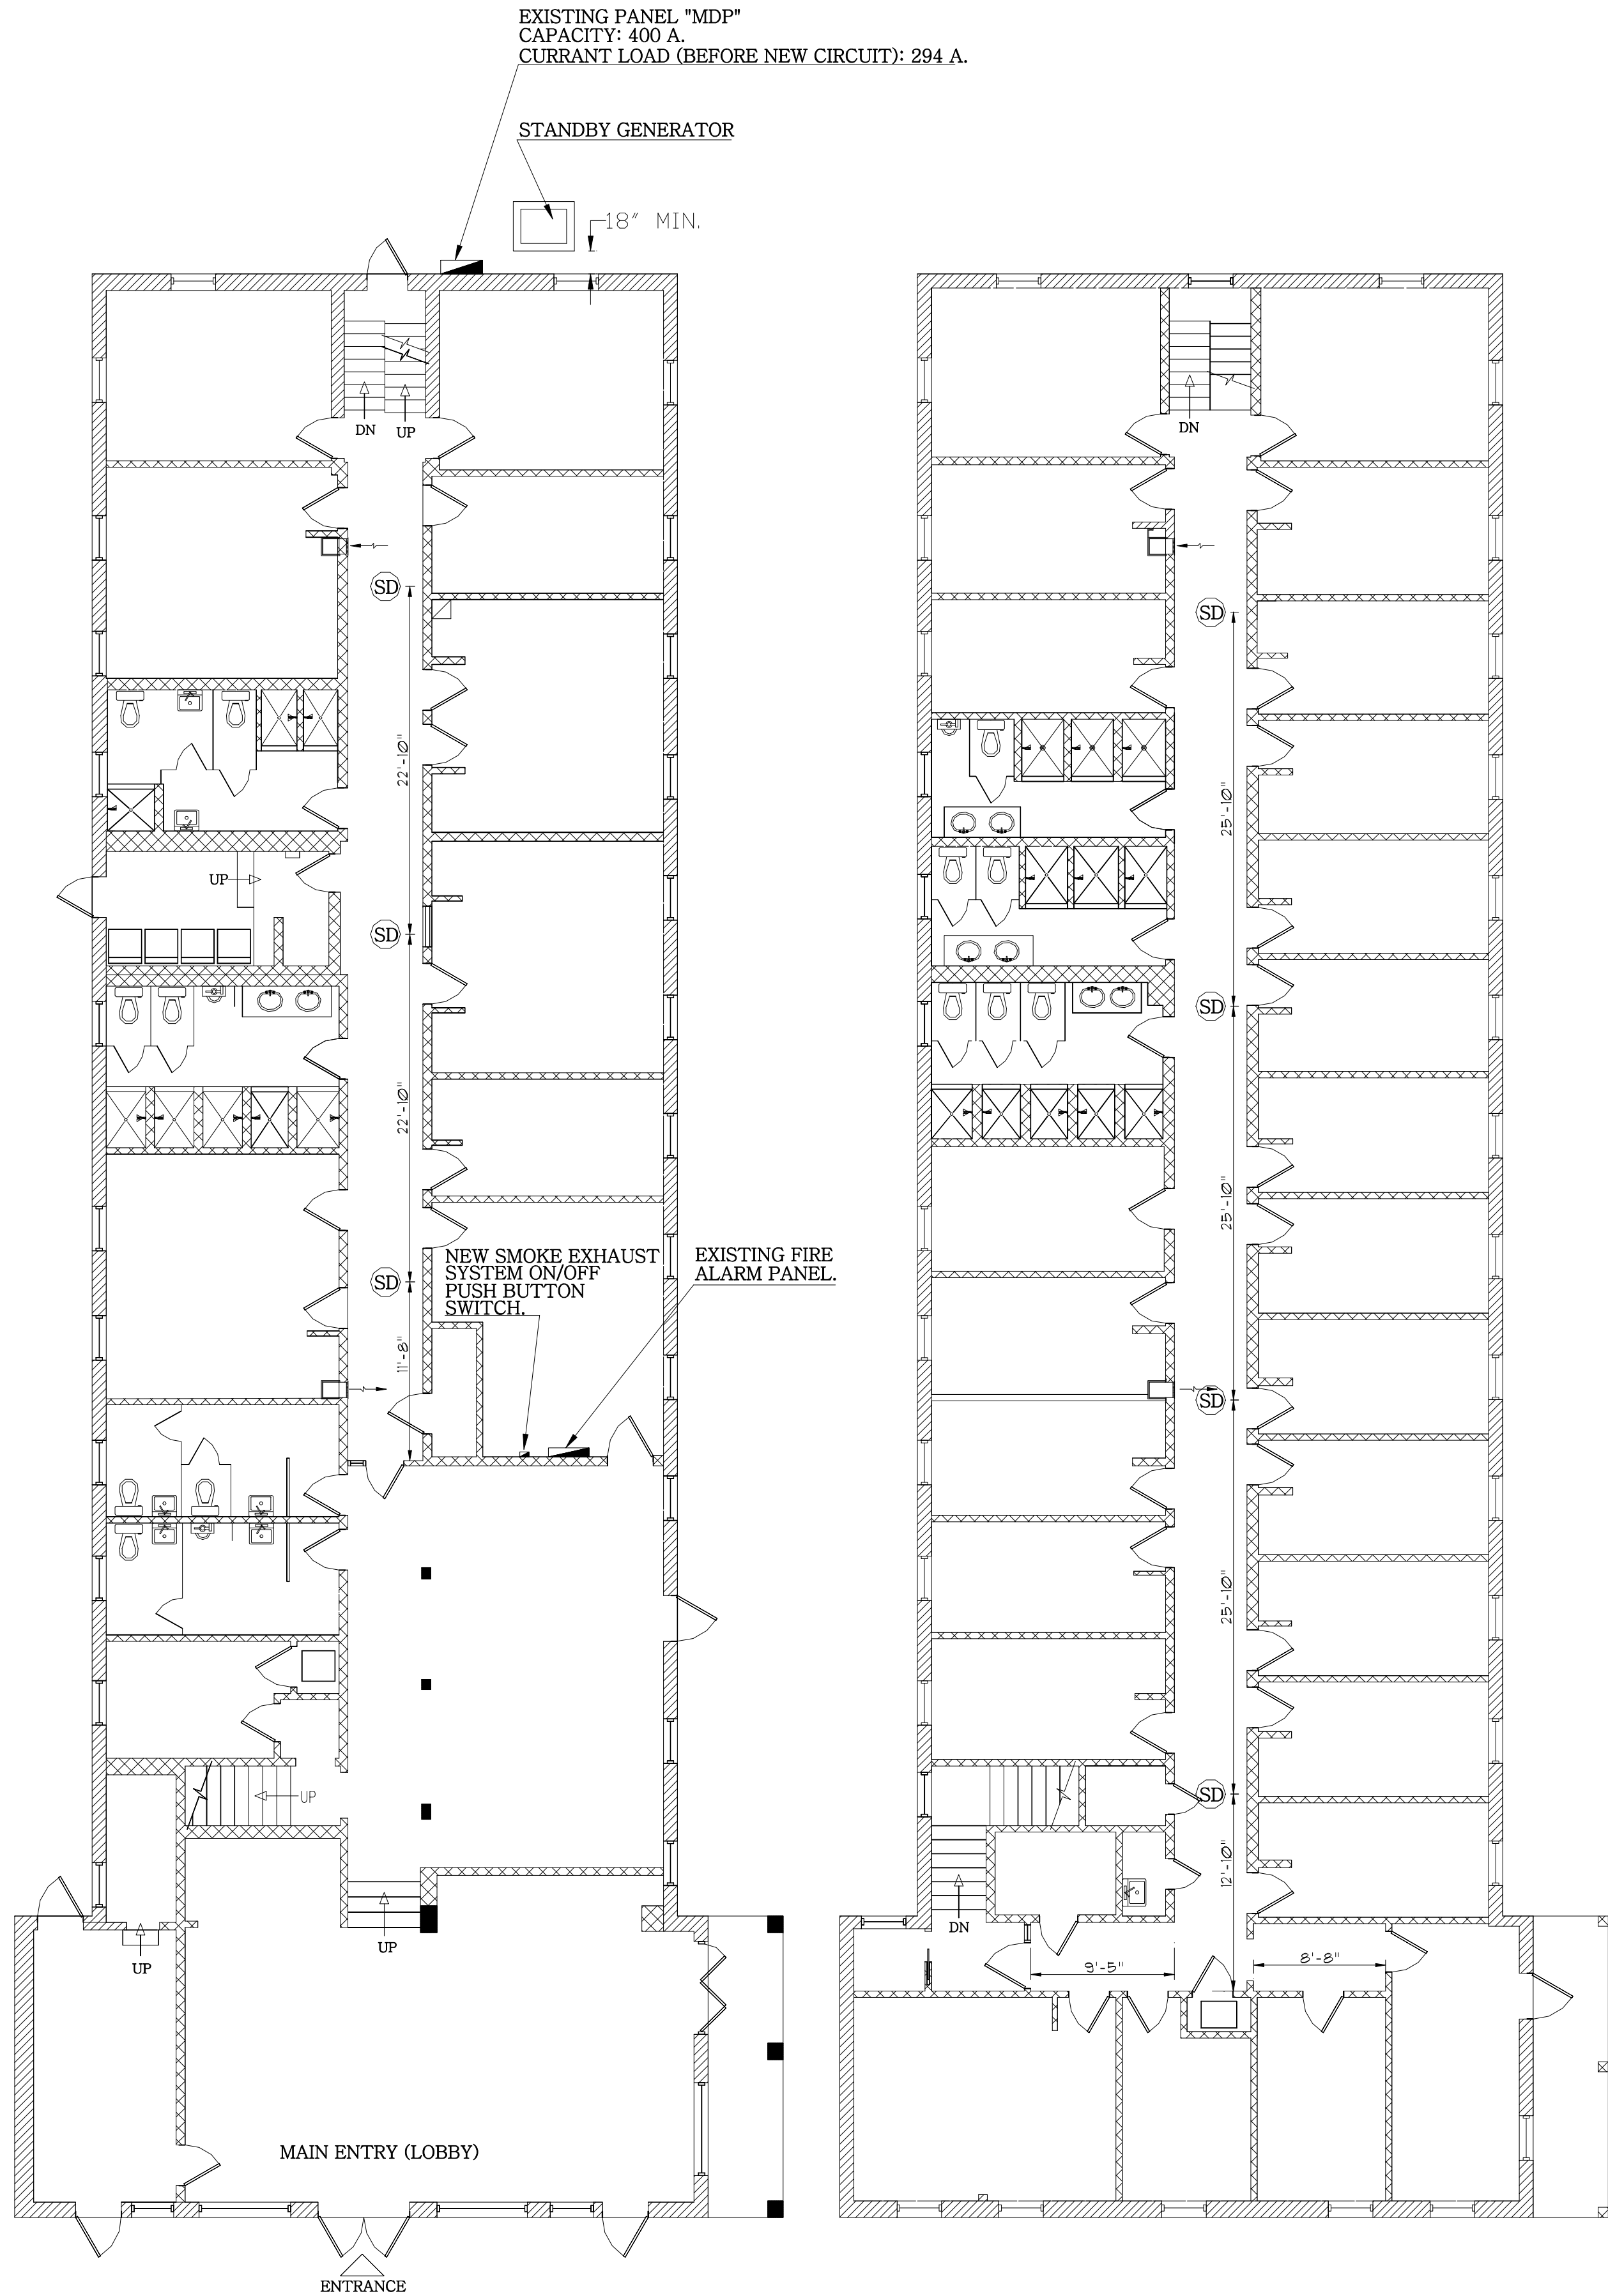 EXISTING PANEL "MDP"
CAPACITY: 400 A.
CURRANT LOAD (BEFORE NEW CIRCUIT): 294 A.
STANDBY GENERATOR
18" MIN.
DN
UP
SD
22'-10"
UP
SD
22'-10"
SD
NEW SMOKE EXHAUST
SYSTEM ON/OFF
PUSH BUTTON
SWITCH.
EXISTING FIRE
ALARM PANEL.
11'-8"
UP
UP
UP
MAIN ENTRY (LOBBY)
ENTRANCE
DN
SD
25'-10"
SD
25'-10"
SD
25'-10"
SD
12'-10"
DN
9'-5"
8'-8"